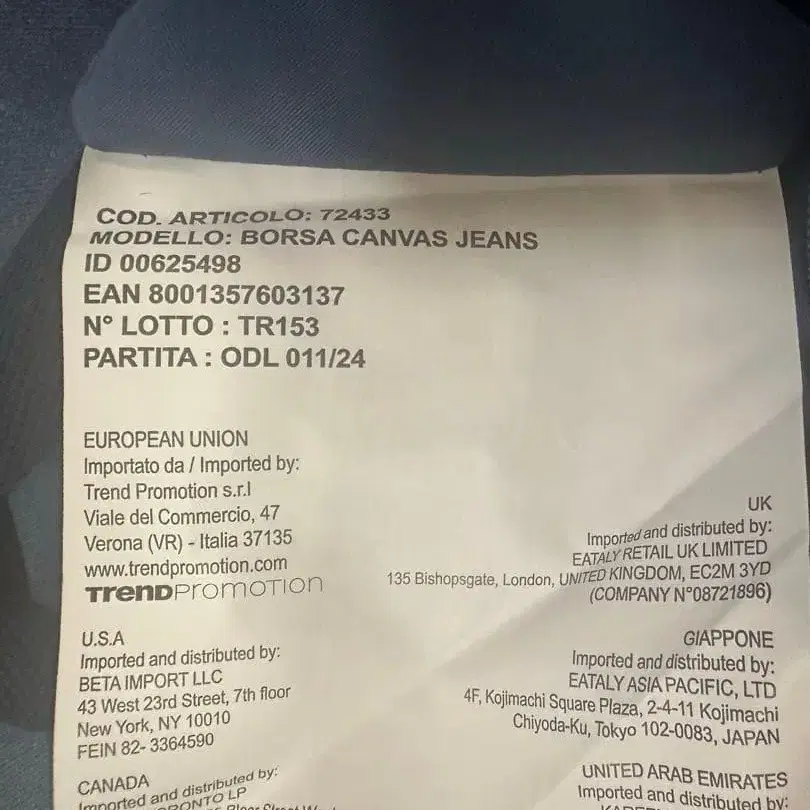 COD. ARTICOLO: 72433
MODELLO: BORSA CANVAS JEANS
ID 00625498
EAN 8001357603137
N° LOTTO : TR153
PARTITA : ODL 011/24
EUROPEAN UNION
Importato da / Imported by:
Trend Promotion s.r.l
Viale del Commercio, 47
Verona (VR) - Italia 37135
www.trendpromotion.com
TRENDPROMOTION
U.S.A
Imported and distributed by:
BETA IMPORT LLC
43 West 23rd Street, 7th floor
New York, NY 10010
FEIN 82- 3364590
CANADA
Imported and distributed by:
TORONTO LP
UK
Imported and distributed by:
EATALY RETAIL UK LIMITED
135 Bishopsgate, London, UNITED KINGDOM, EC2M 3YD
(COMPANY N°08721896)
GIAPPONE
Imported and distributed by:
EATALY ASIA PACIFIC, LTD
4F, Kojimachi Square Plaza, 2-4-11 Kojimachi
Chiyoda-Ku, Tokyo 102-0083, JAPAN
UNITED ARAB EMIRATES
Imported and distributed by: